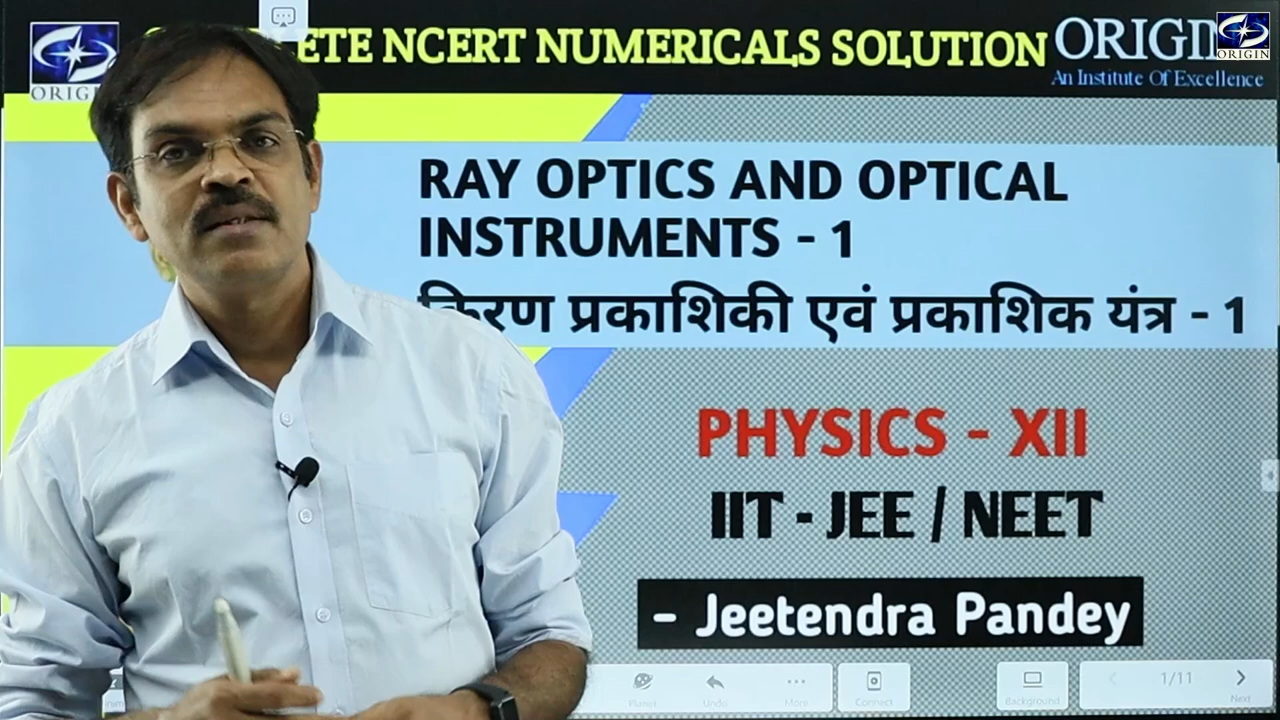 ETE NCERT NUMERICALS SOLUTION
ORIGIN
ORIGIN
An Institute Of Excellence
ORIGIN
RAY OPTICS AND OPTICAL
INSTRUMENTS - 1
किरण प्रकाशिकी एवं प्रकाशिक यंत्र - 1
PHYSICS - XII
IIT - JEE / NEET
- Jeetendra Pandey
Planet Undo More Connect Background 1/11 Next